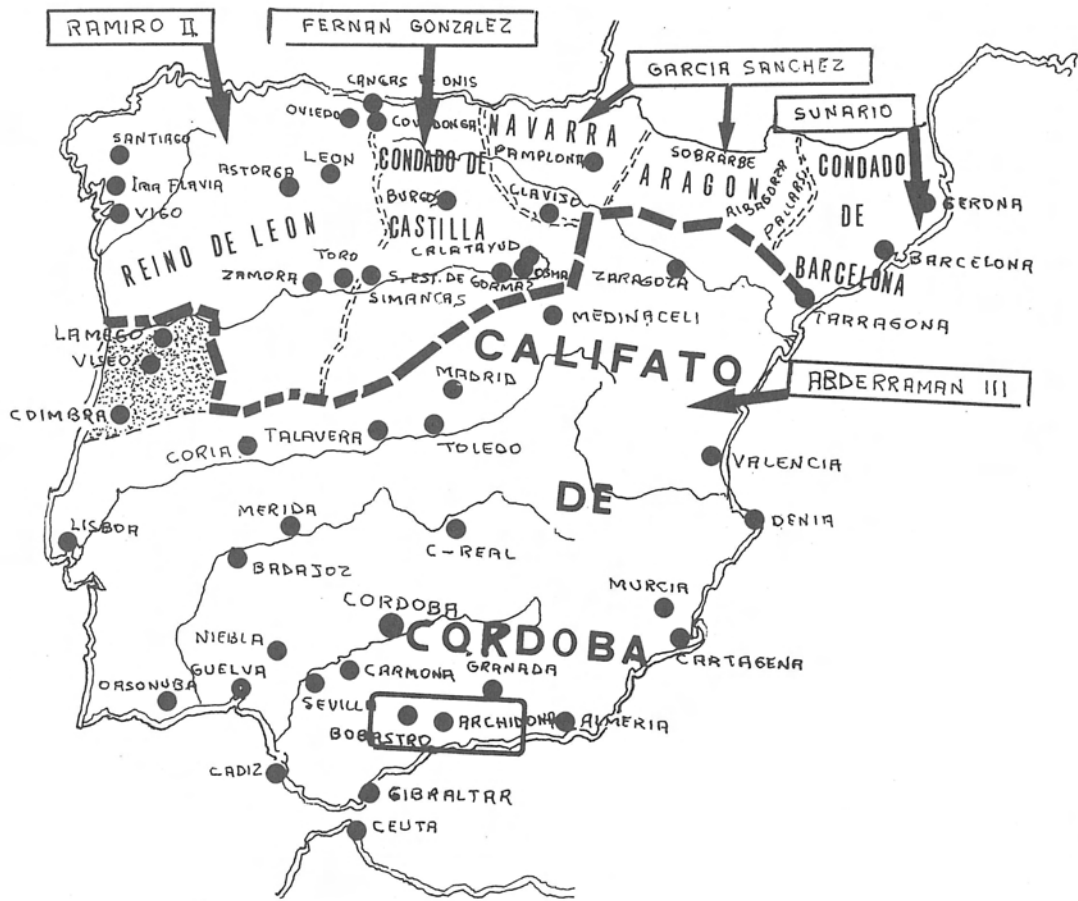 RAMIRO II
FERNAN GONZALEZ
GARCIA SANCHEZ
SUNARIO
CANGAS DNIS
OVIEDO
COVADONGA
SANTIAGO
ASTORGA
LEON
IRIA FLAVIA
VIGO
REINO DE LEON
CONDADO DE
CASTILLA
BURGOS
NAVARRA
PAMPLONA
CLAVIJO
SOBRARBE
ARAGON
RIBAGORZA
PALLARS
CONDADO
DE
BARCELONA
GERONA
BARCELONA
TARRAGONA
CALATAYUD
OSMA
S. EST. DE GORMAZ
ZAMORA
TORO
SIMANCAS
ZARAGOZA
MEDINACELI
LAMEGO
VISEO
COIMBRA
CALIFATO
DE
CORDOBA
ABDERRAMAN III
MADRID
TALAVERA
TOLEDO
CORIA
VALENCIA
DENIA
LISBOA
MERIDA
BADAJOZ
C-REAL
MURCIA
CARTAGENA
CORDOBA
NIEBLA
GUELVA
OASONUBA
CARMONA
SEVILLA
GRANADA
BOBASTRO
ARCHIDONA
ALMERIA
CADIZ
GIBRALTAR
CEUTA